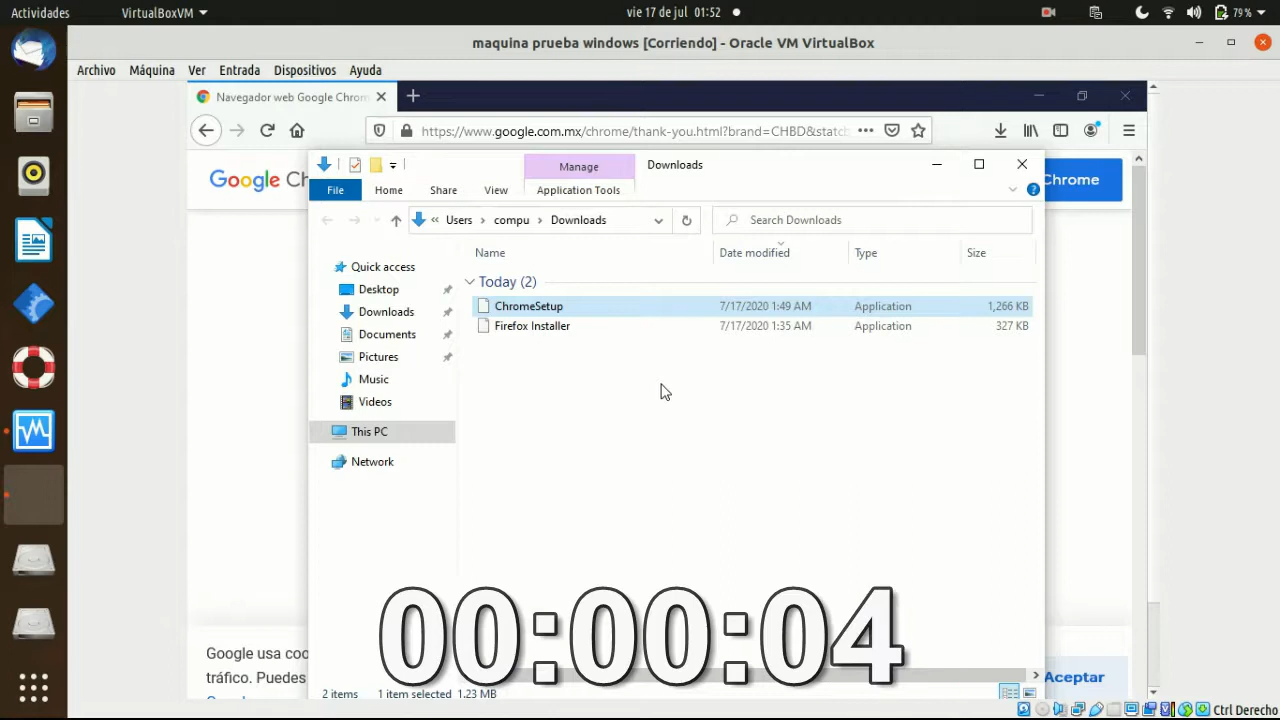 Actividades VirtualBoxVM vie 17 de jul 01:52 79%
maquina prueba windows [Corriendo] - Oracle VM VirtualBox
Archivo Máquina Ver Entrada Dispositivos Ayuda
Navegador web Google Chrom
https://www.google.com.mx/chrome/thank-you.html?brand=CHBD&statcb
Google Ch Chrome
Manage Downloads
File Home Share View Application Tools
« Users › compu › Downloads Search Downloads
Name Date modified Type Size
Quick access
Desktop
Downloads
Documents
Pictures
Music
Videos
This PC
Network
Today (2)
ChromeSetup 7/17/2020 1:49 AM Application 1,266 KB
Firefox Installer 7/17/2020 1:35 AM Application 327 KB
00:00:04
Google usa coo
tráfico. Puedes
Aceptar
2 items 1 item selected 1.23 MB
Ctrl Derecho